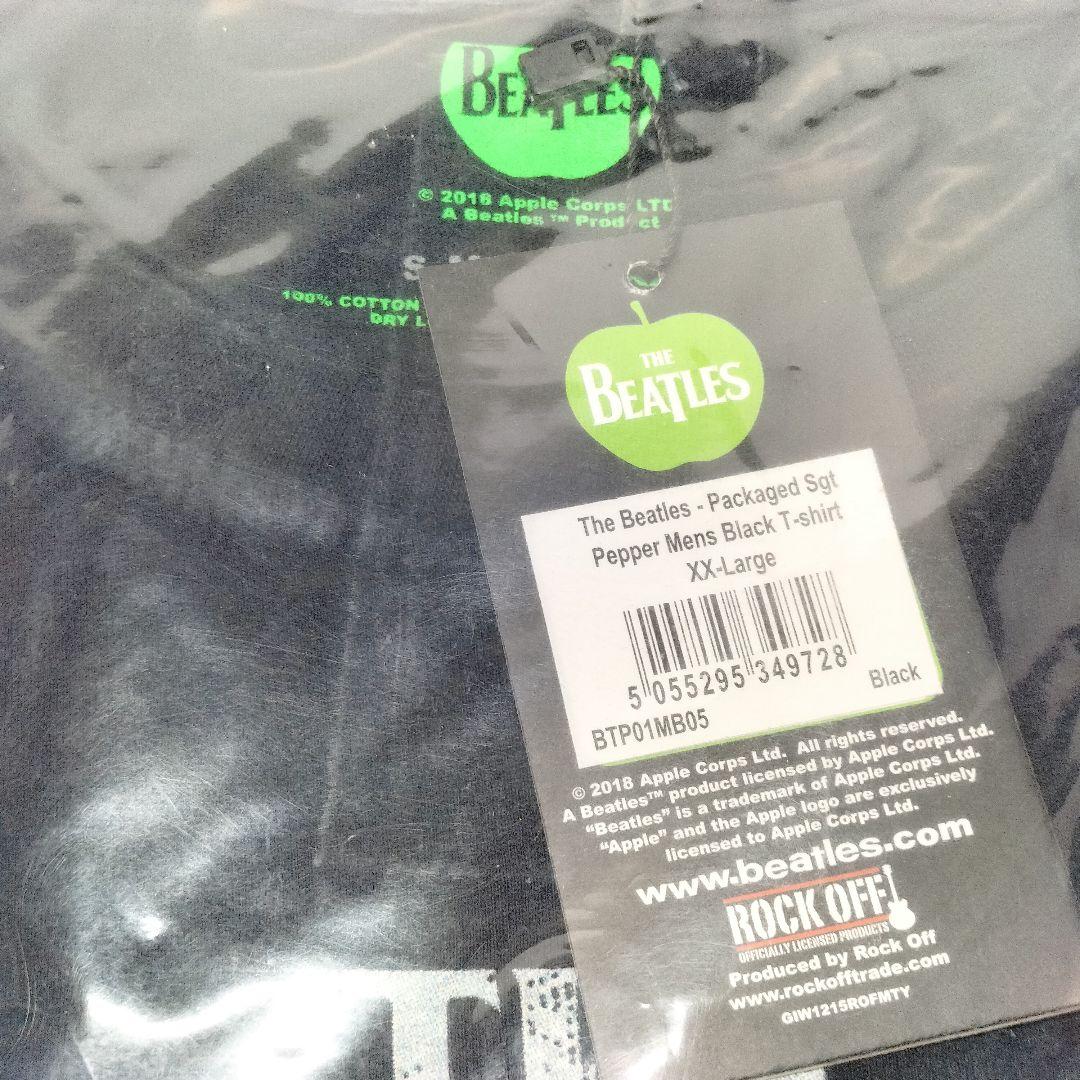 BEATLES
© 2018 Apple Corps LTD
A Beatles ™ Product
100% COTTON
DRY
THE
BEATLES
The Beatles - Packaged Sgt
Pepper Mens Black T-shirt
XX-Large
5 055295 349728
BTP01MB05 Black
© 2018 Apple Corps Ltd. All rights reserved.
A Beatles™ product licensed by Apple Corps Ltd.
“Beatles” is a trademark of Apple Corps Ltd.
“Apple” and the Apple logo are exclusively
licensed to Apple Corps Ltd.
www.beatles.com
ROCK OFF
OFFICIALLY LICENSED PRODUCTS
Produced by Rock Off
www.rockofftrade.com
GIW1215ROFMTY